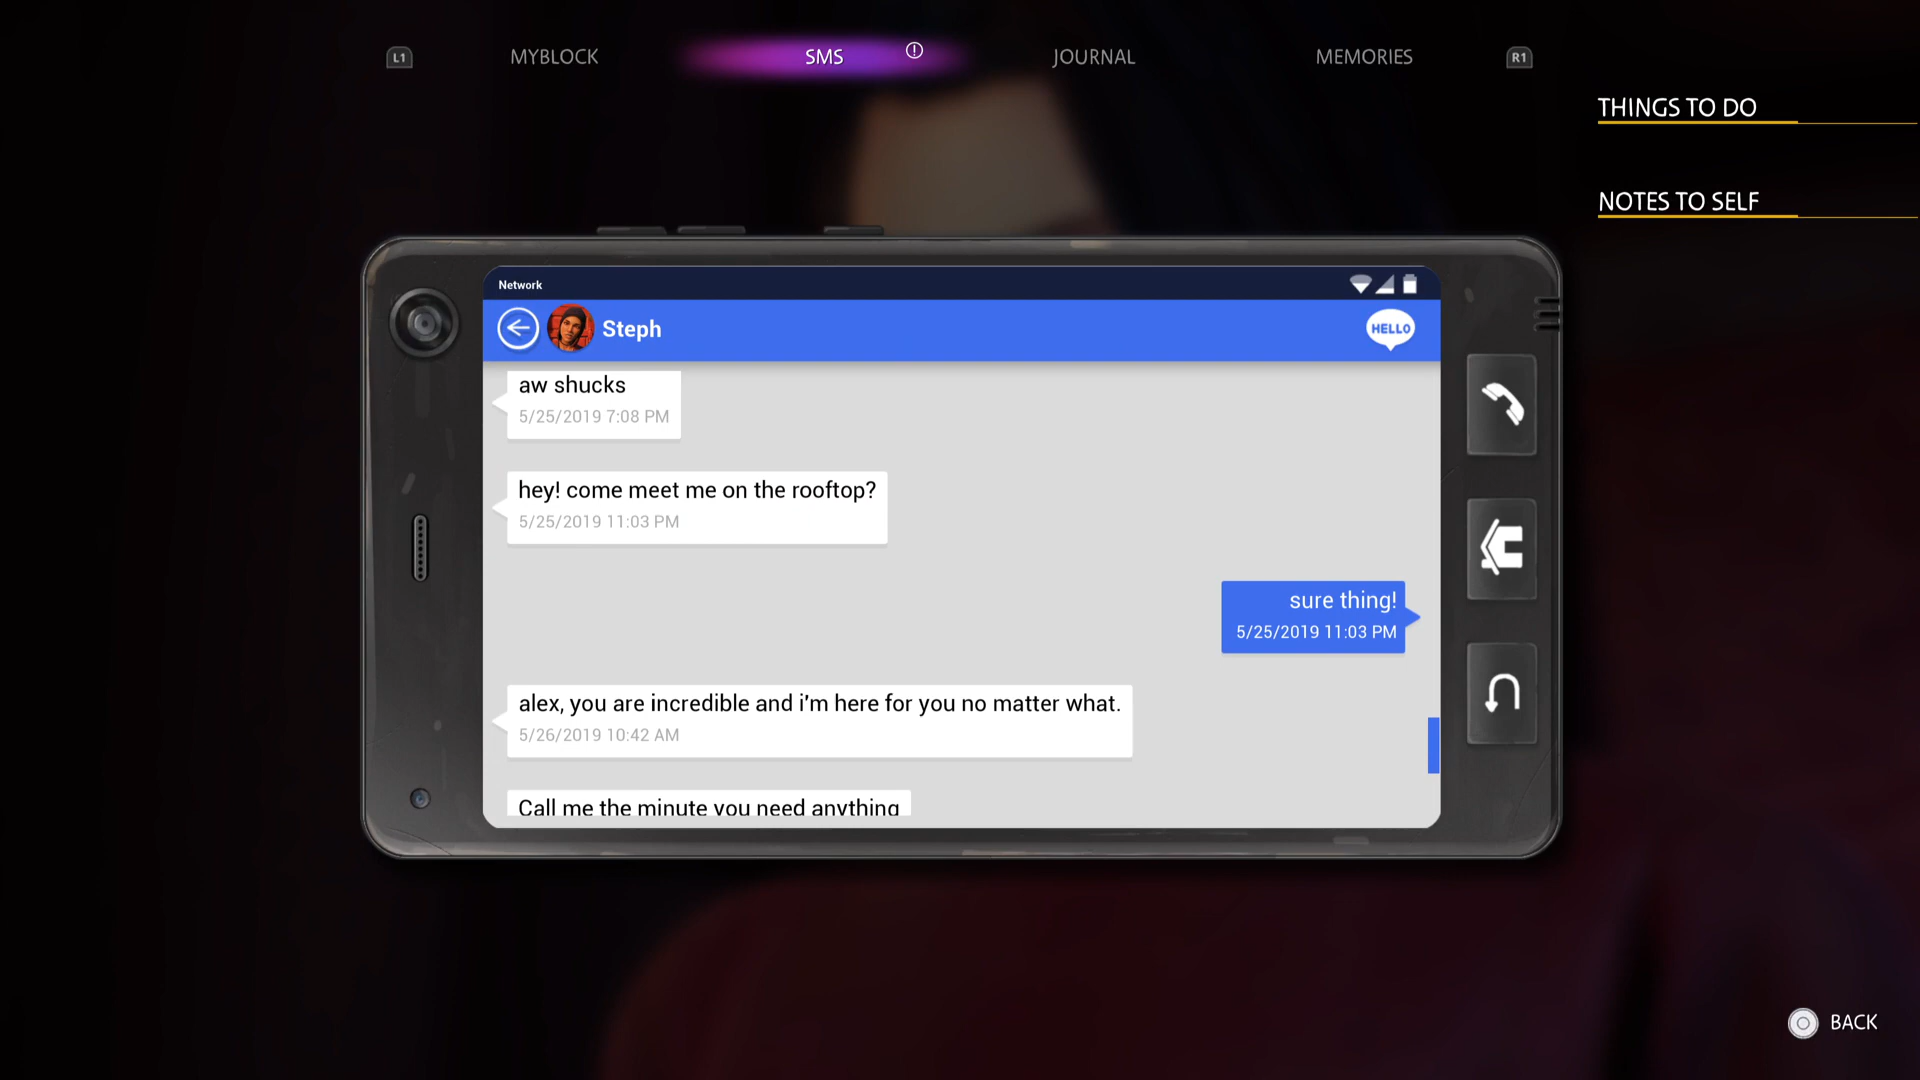 L1
MYBLOCK
SMS
JOURNAL
MEMORIES
R1
THINGS TO DO
NOTES TO SELF
Network
Steph
HELLO
aw shucks
5/25/2019 7:08 PM
hey! come meet me on the rooftop?
5/25/2019 11:03 PM
sure thing!
5/25/2019 11:03 PM
alex, you are incredible and i'm here for you no matter what.
5/26/2019 10:42 AM
Call me the minute you need anything
BACK